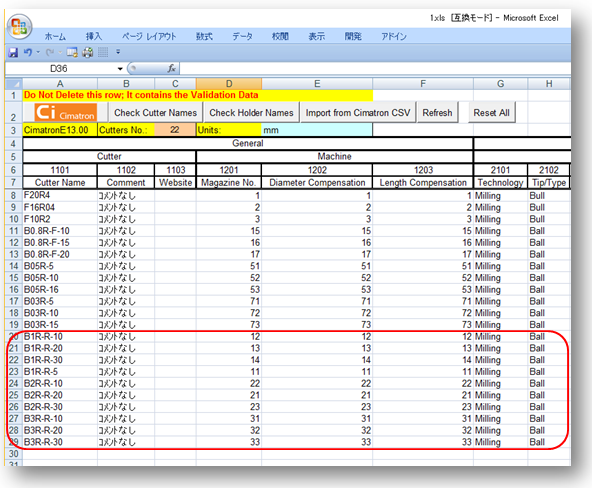 1.xls [互換モード] - Microsoft Excel
ホーム 挿入 ページ レイアウト 数式 データ 校閲 表示 開発 アドイン
D36 fx
A B C D E F G H
1 Do Not Delete this row; It contains the Validation Data
2 Ci Cimatron Check Cutter Names Check Holder Names Import from Cimatron CSV Refresh Reset All
3 CimatronE13.00 Cutters No.: 22 Units: mm
4 General
5 Cutter Machine
6 1101 1102 1103 1201 1202 1203 2101 2102
7 Cutter Name Comment Website Magazine No. Diameter Compensation Length Compensation Technology Tip/Type
8 F20R4 コメントなし 1 1 1 Milling Bull
9 F16R04 コメントなし 2 2 2 Milling Bull
10 F10R2 コメントなし 3 3 3 Milling Bull
11 B0.8R-F-10 コメントなし 15 15 15 Milling Ball
12 B0.8R-F-15 コメントなし 16 16 16 Milling Ball
13 B0.8R-F-20 コメントなし 17 17 17 Milling Ball
14 B05R-5 コメントなし 51 51 51 Milling Ball
15 B05R-10 コメントなし 52 52 52 Milling Ball
16 B05R-16 コメントなし 53 53 53 Milling Ball
17 B03R-5 コメントなし 71 71 71 Milling Ball
18 B03R-10 コメントなし 72 72 72 Milling Ball
19 B03R-15 コメントなし 73 73 73 Milling Ball
20 B1R-R-10 コメントなし 12 12 12 Milling Ball
21 B1R-R-20 コメントなし 13 13 13 Milling Ball
22 B1R-R-30 コメントなし 14 14 14 Milling Ball
23 B1R-R-5 コメントなし 11 11 11 Milling Ball
24 B2R-R-10 コメントなし 22 22 22 Milling Ball
25 B2R-R-20 コメントなし 21 21 21 Milling Ball
26 B2R-R-30 コメントなし 23 23 23 Milling Ball
27 B3R-R-10 コメントなし 31 31 31 Milling Ball
28 B3R-R-20 コメントなし 32 32 32 Milling Ball
29 B3R-R-30 コメントなし 33 33 33 Milling Ball
30
31